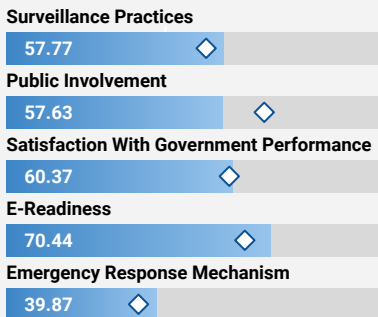 Surveillance Practices
57.77
Public Involvement
57.63
Satisfaction With Government Performance
60.37
E-Readiness
70.44
Emergency Response Mechanism
39.87